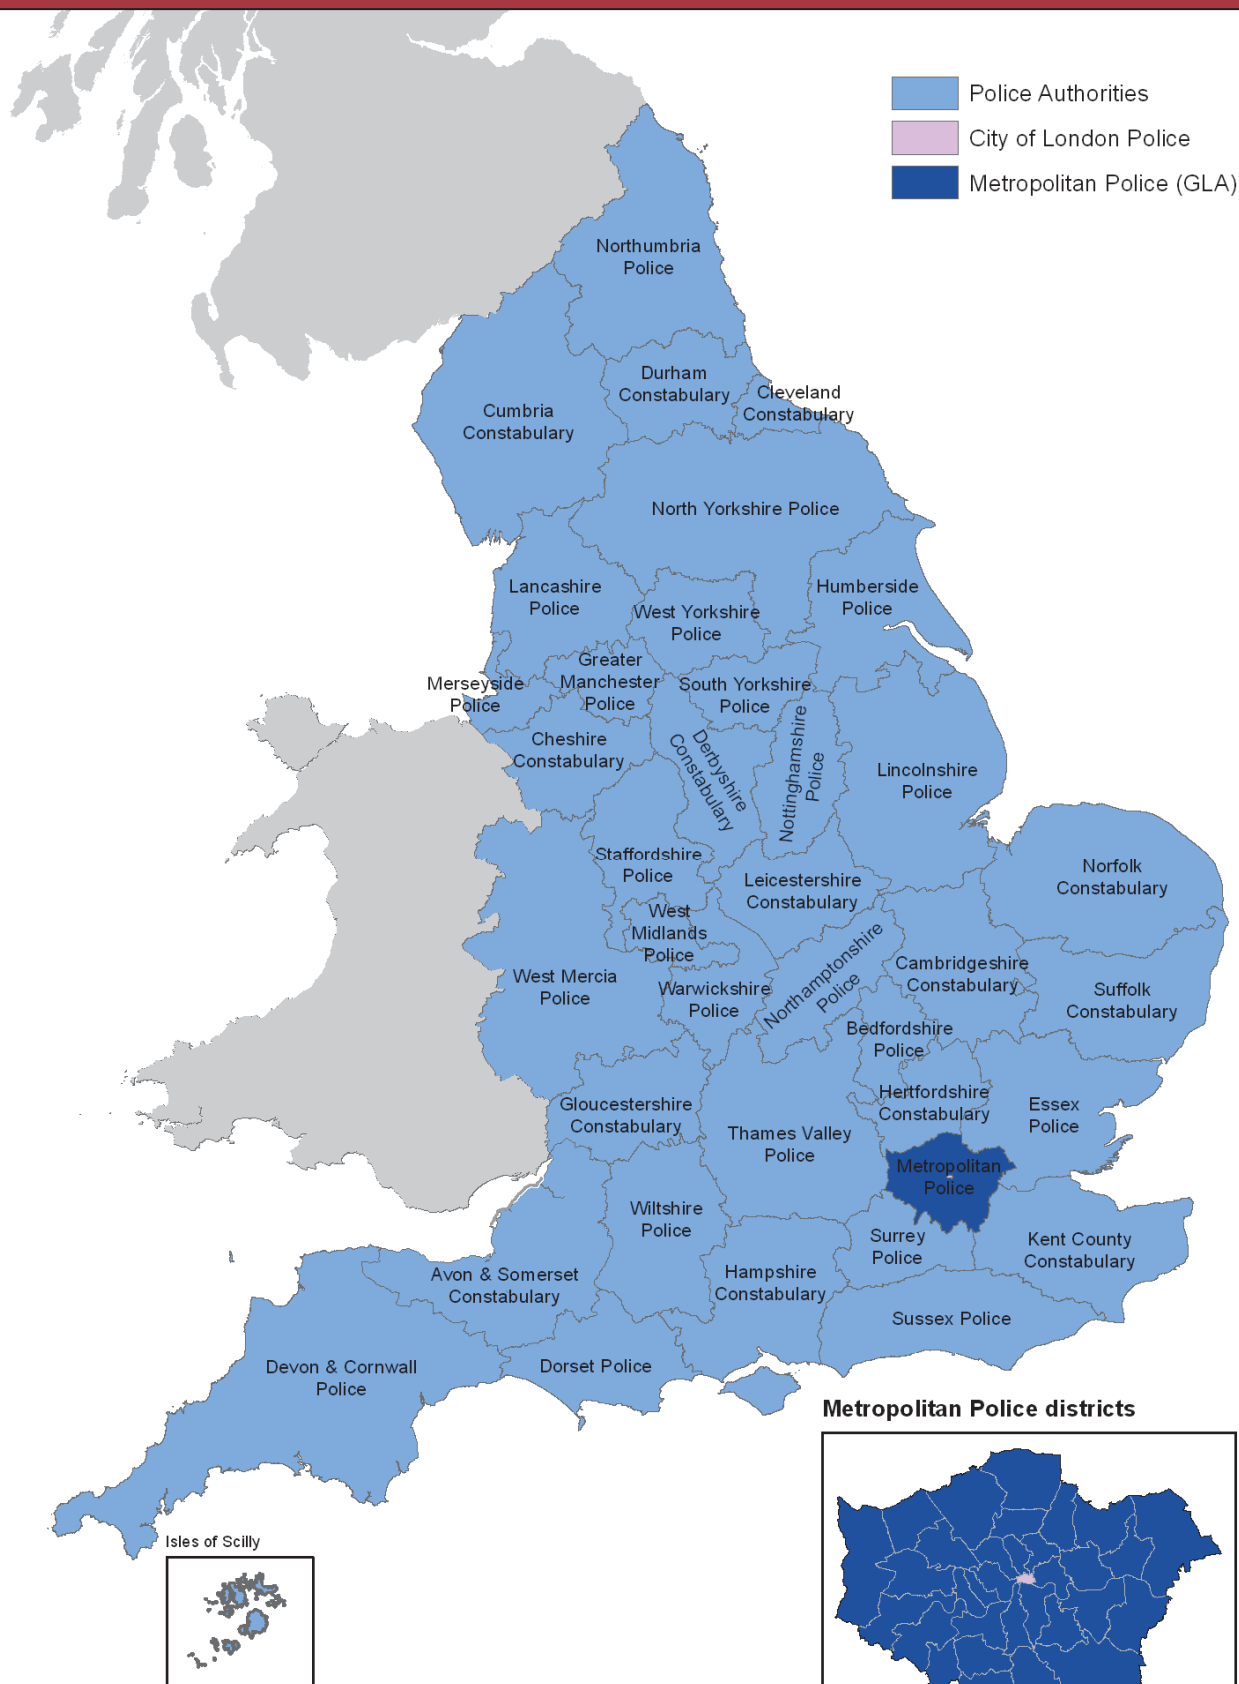 Police Authorities
City of London Police
Metropolitan Police (GLA)
Northumbria
Police
Durham
Constabulary
Cleveland
Constabulary
Cumbria
Constabulary
North Yorkshire Police
Lancashire
Police
Humberside
Police
West Yorkshire
Police
Greater
Manchester
Police
Merseyside
Police
South Yorkshire
Police
Cheshire
Constabulary
Derbyshire
Constabulary
Nottinghamshire
Police
Lincolnshire
Police
Staffordshire
Police
Leicestershire
Constabulary
Norfolk
Constabulary
West
Midlands
Police
West Mercia
Police
Warwickshire
Police
Northamptonshire
Police
Cambridgeshire
Constabulary
Suffolk
Constabulary
Bedfordshire
Police
Hertfordshire
Constabulary
Essex
Police
Gloucestershire
Constabulary
Thames Valley
Police
Metropolitan
Police
Wiltshire
Police
Surrey
Police
Kent County
Constabulary
Avon & Somerset
Constabulary
Hampshire
Constabulary
Sussex Police
Devon & Cornwall
Police
Dorset Police
Metropolitan Police districts
Isles of Scilly